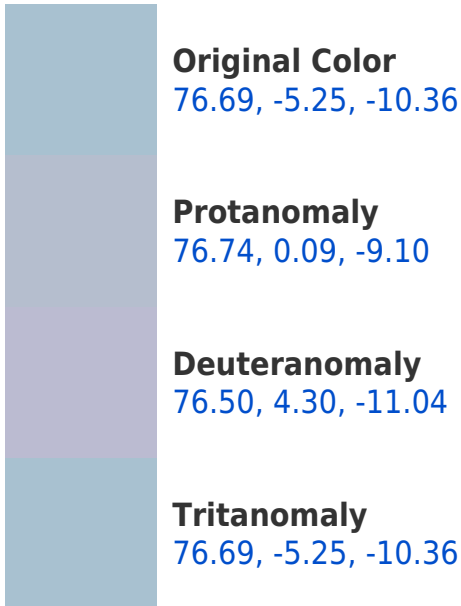 Original Color
76.69, -5.25, -10.36
Protanomaly
76.74, 0.09, -9.10
Deuteranomaly
76.50, 4.30, -11.04
Tritanomaly
76.69, -5.25, -10.36